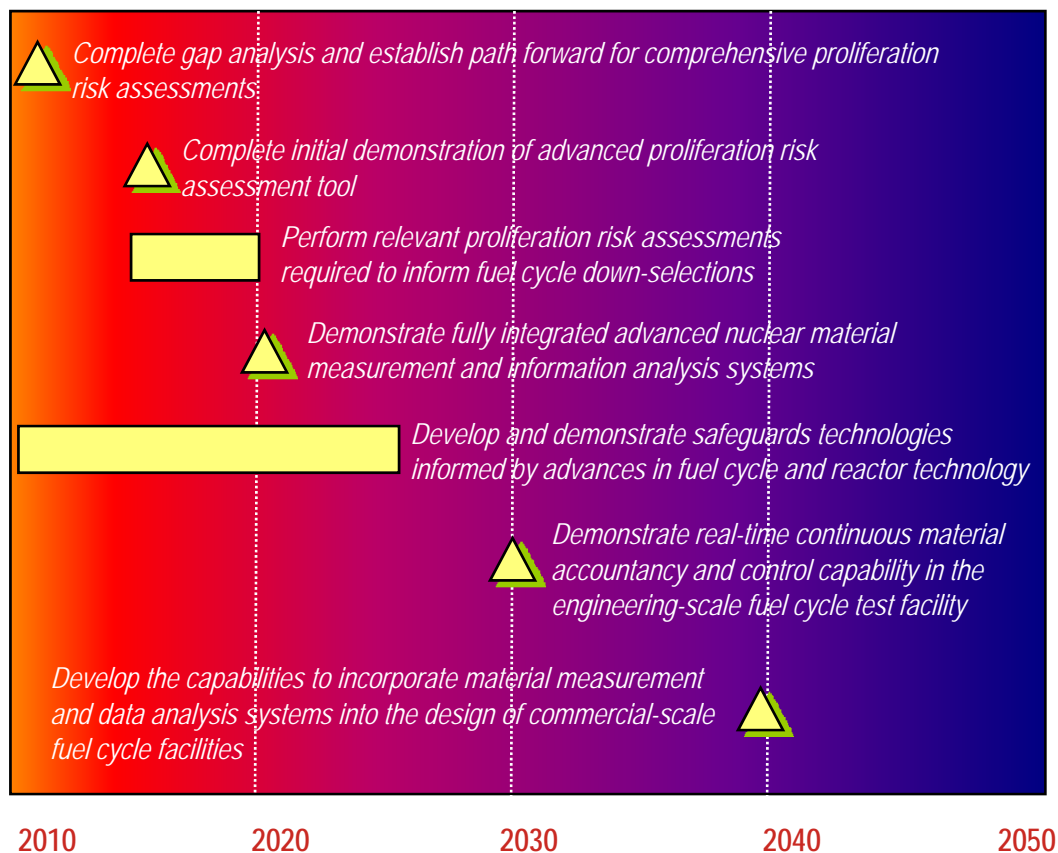 Complete gap analysis and establish path forward for comprehensive proliferation
risk assessments
Complete initial demonstration of advanced proliferation risk
assessment tool
Perform relevant proliferation risk assessments
required to inform fuel cycle down-selections
Demonstrate fully integrated advanced nuclear material
measurement and information analysis systems
Develop and demonstrate safeguards technologies
informed by advances in fuel cycle and reactor technology
Demonstrate real-time continuous material
accountancy and control capability in the
engineering-scale fuel cycle test facility
Develop the capabilities to incorporate material measurement
and data analysis systems into the design of commercial-scale
fuel cycle facilities
2010 2020 2030 2040 2050